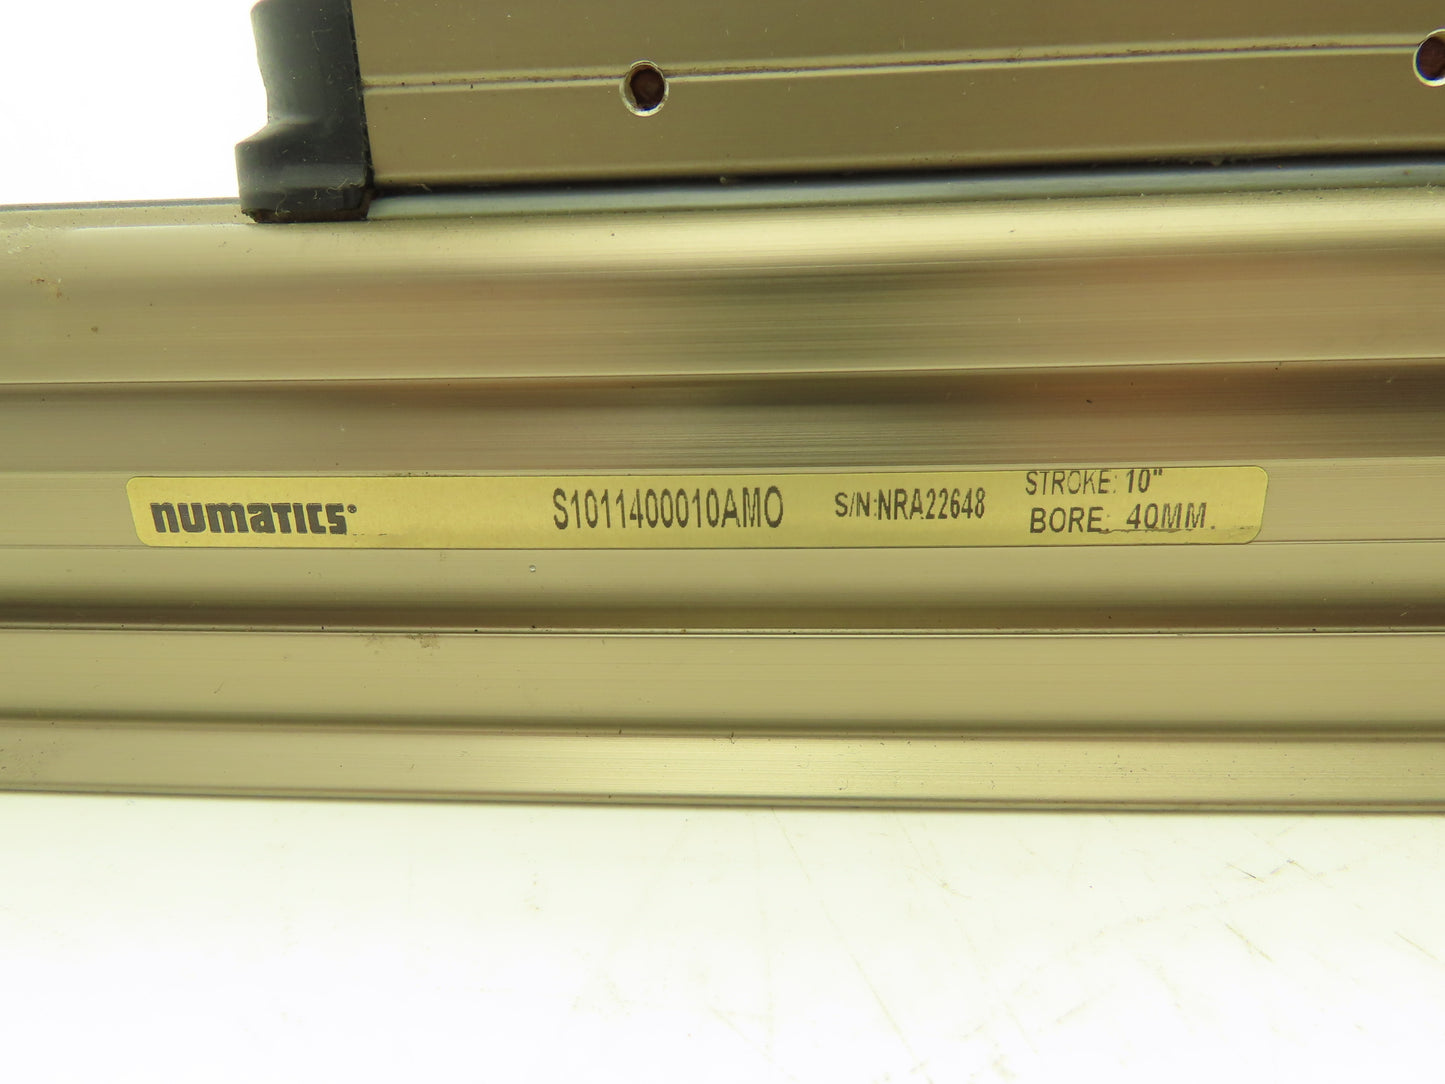 numatics®
S1011400010AMO
S/N:NRA22648
STROKE: 10"
BORE: 40MM.